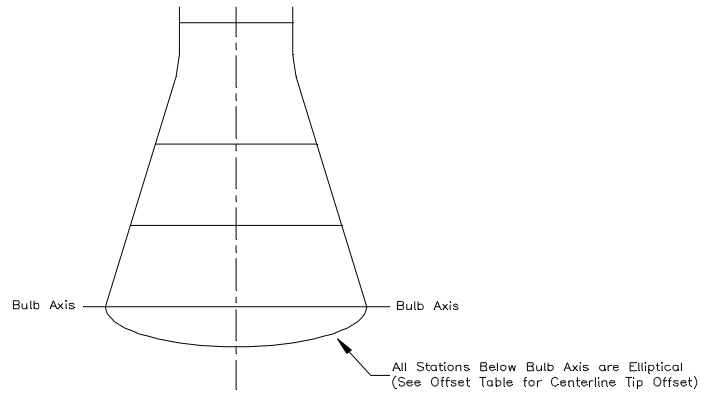 Bulb Axis
Bulb Axis
All Stations Below Bulb Axis are Elliptical
(See Offset Table for Centerline Tip Offset)